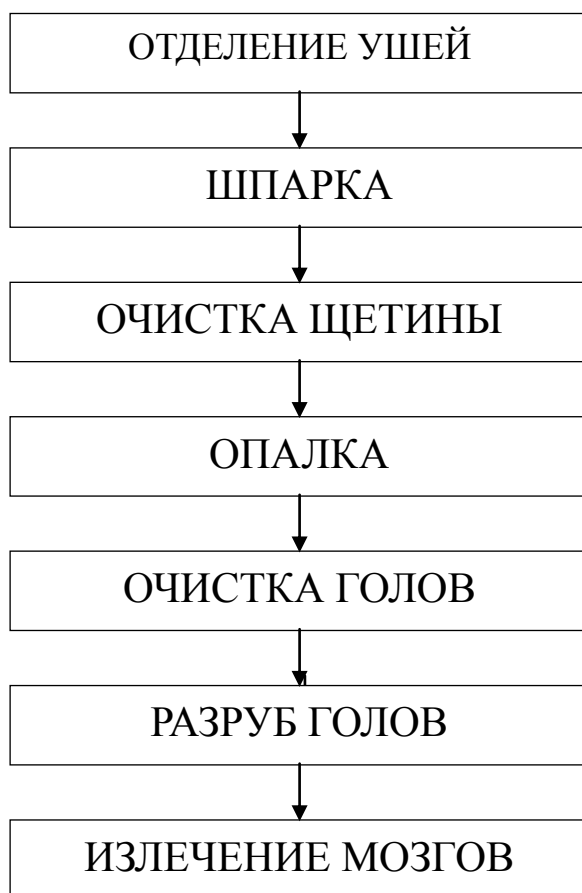 ОТДЕЛЕНИЕ УШЕЙ
ШПАРКА
ОЧИСТКА ЩЕТИНЫ
ОПАЛКА
ОЧИСТКА ГОЛОВ
РАЗРУБ ГОЛОВ
ИЗЛЕЧЕНИЕ МОЗГОВ